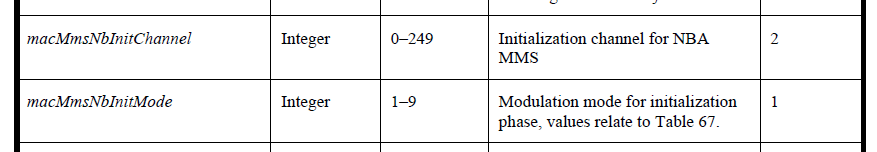 macMmsNbInitChannel Integer 0–249 Initialization channel for NBA 2
MMS
macMmsNbInitMode Integer 1–9 Modulation mode for initialization 1
phase, values relate to Table 67.